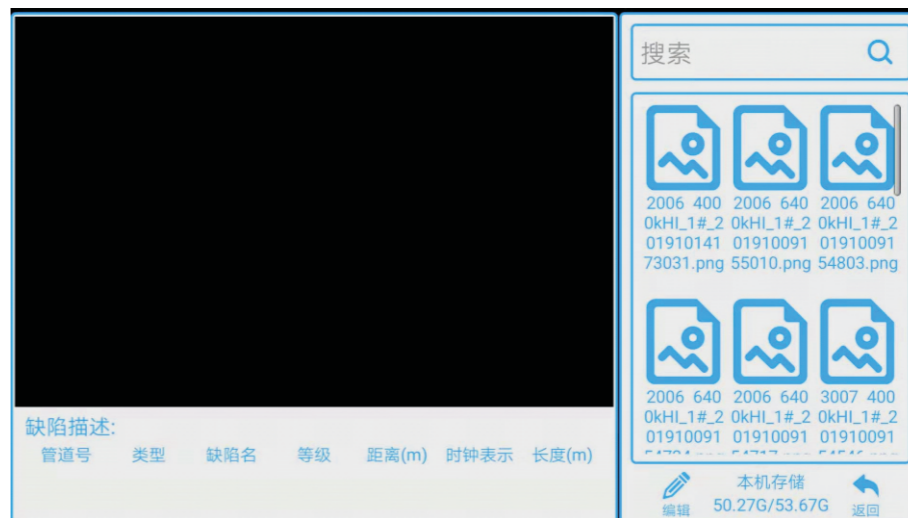 搜索
2006 400 2006 640 2006 640
0kHI_1#_2 0kHI_1#_2 0kHI_1#_2
01910141 01910091 01910091
73031.png 55010.png 54803.png
2006 640 2006 640 3007 400
0kHI_1#_2 0kHI_1#_2 0kHI_1#_2
01910091 01910091 01910091
缺陷描述:
管道号 类型 缺陷名 等级 距离(m) 时钟表示 长度(m)
本机存储
50.27G/53.67G
编辑 返回